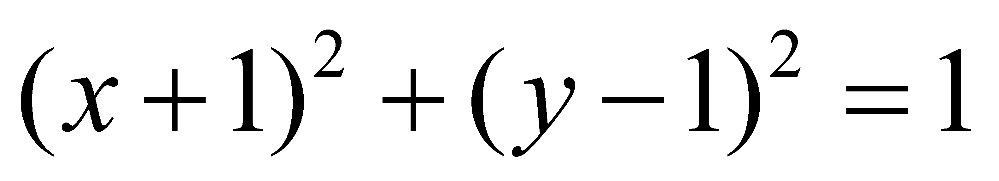 (x+1)² + (y−1)² = 1